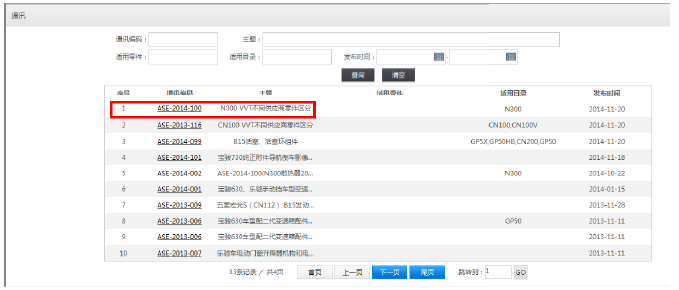 通讯
通讯编码： 主题：
适用零件： 适用目录： 发布时间： -
查询 清空
序号 通讯编码 主题 适用零件 适用目录 发布时间
1 ASE-2014-100 N300 VVT不同供应商零件区分 N300 2014-11-20
2 ASE-2013-116 CN100 VVT不同供应商零件区分 CN100,CN100V 2014-11-20
3 ASE-2014-099 B15活塞、活塞环组件 GP5X,GP50HB,CN200,GP50 2014-11-20
4 ASE-2014-101 宝骏730纯正附件导航倒车影像... 2014-11-18
5 ASE-2014-002 ASE-2014-100(N300散热器20... N300 2014-10-22
6 ASE-2014-001 宝骏630、乐驰手动挡车型变速... 2014-01-15
7 ASE-2013-009 五菱宏光S（CN112） B15发动... 2013-11-28
8 ASE-2013-006 宝骏630车型配二代变速箱配件... GP50 2013-11-11
9 ASE-2013-006 宝骏630车型配二代变速箱配件... 2013-11-11
10 ASE-2013-007 乐驰车电动门窗升降器机构和电... 2013-11-11
33条记录 / 共4页 首页 上一页 下一页 尾页 跳转到： 1 GO